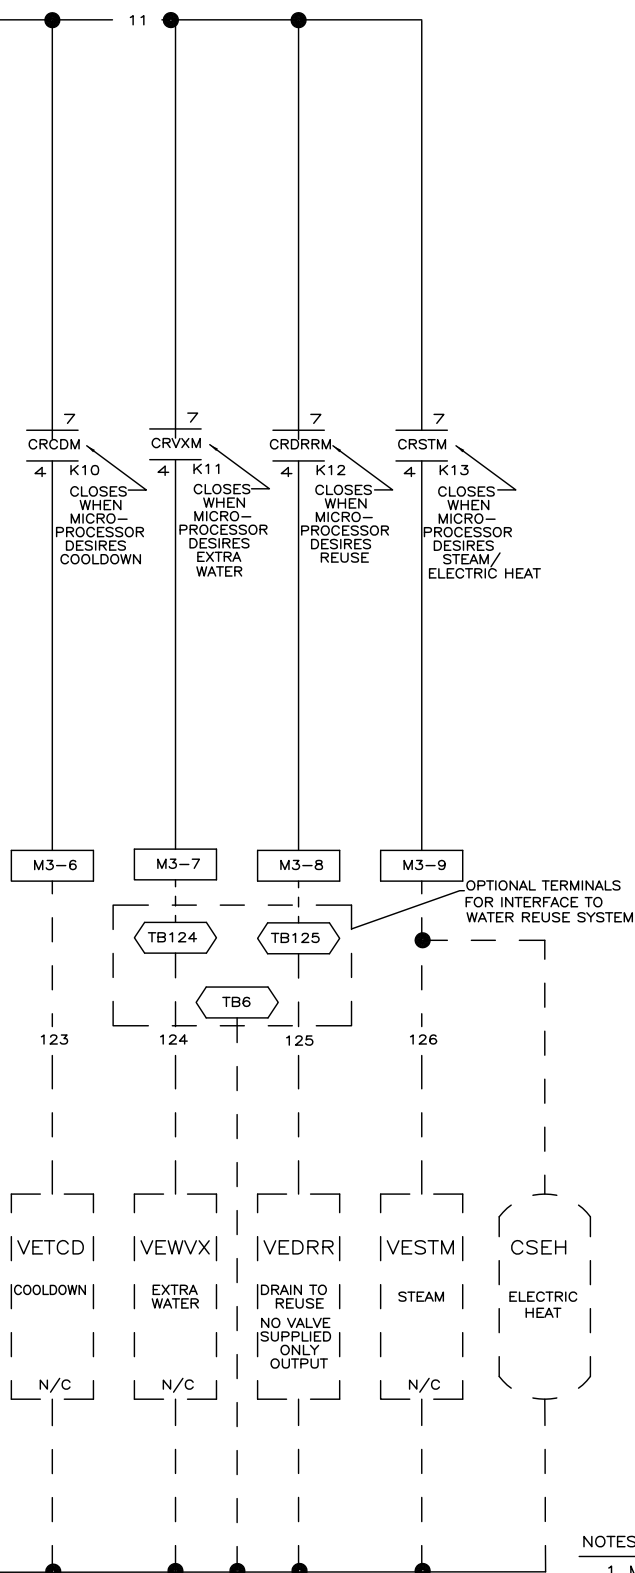 11
7 7 7 7
CRCDM CRVXM CRDRRM CRSTM
4 K10 4 K11 4 K12 4 K13
CLOSES
WHEN
MICRO-
PROCESSOR
DESIRES
COOLDOWN
CLOSES
WHEN
MICRO-
PROCESSOR
DESIRES
EXTRA
WATER
CLOSES
WHEN
MICRO-
PROCESSOR
DESIRES
REUSE
CLOSES
WHEN
MICRO-
PROCESSOR
DESIRES
STEAM/
ELECTRIC HEAT
M3-6 M3-7 M3-8 M3-9
OPTIONAL TERMINALS
FOR INTERFACE TO
WATER REUSE SYSTEM
TB124 TB125
TB6
123 124 125 126
VETCD
COOLDOWN
N/C
VEWVX
EXTRA
WATER
N/C
VEDRR
DRAIN TO
REUSE
NO VALVE
SUPPLIED
ONLY
OUTPUT
VESTM
STEAM
N/C
CSEH
ELECTRIC
HEAT
NOTES